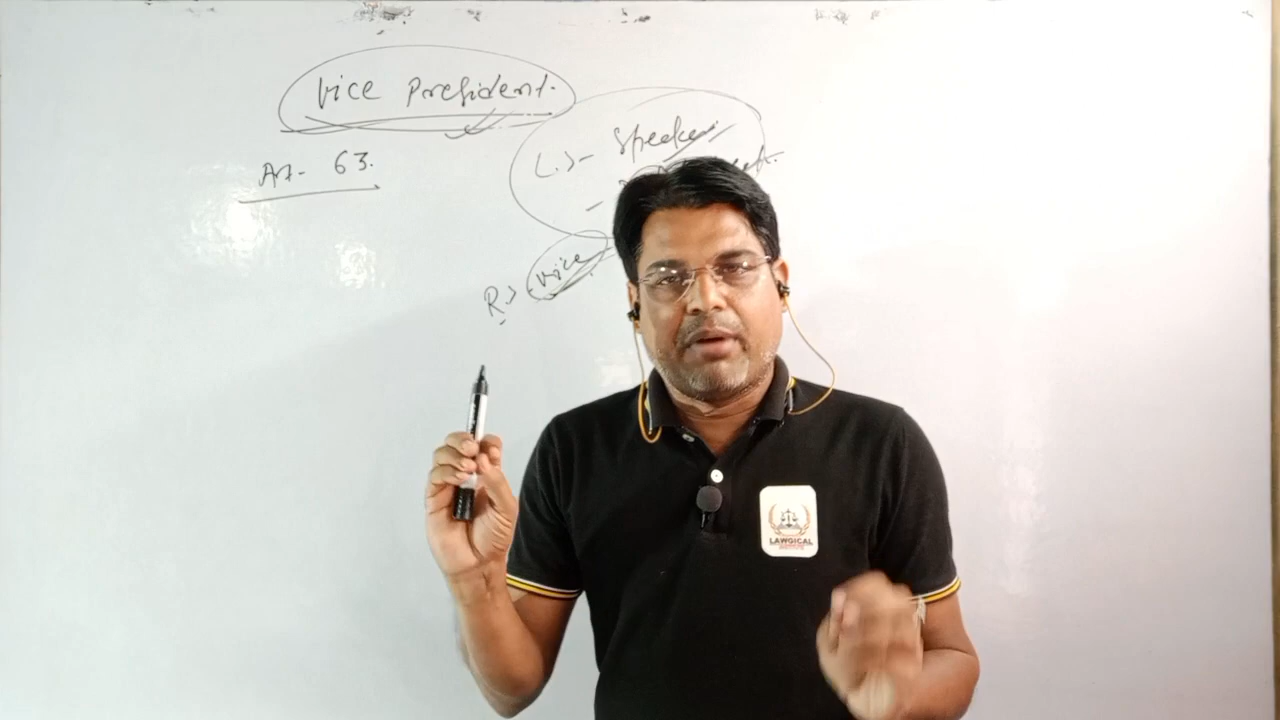 Vice President.
Art- 63.
L.>- Speaker
R.> Vice
LAWGICAL